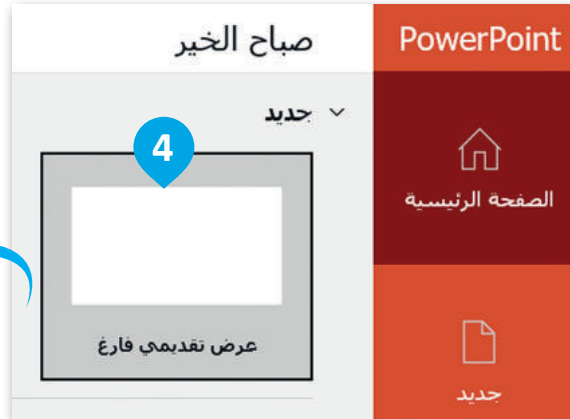 PowerPoint
الصفحة الرئيسية
جديد
صباح الخير
جديد
4
عرض تقديمي فارغ